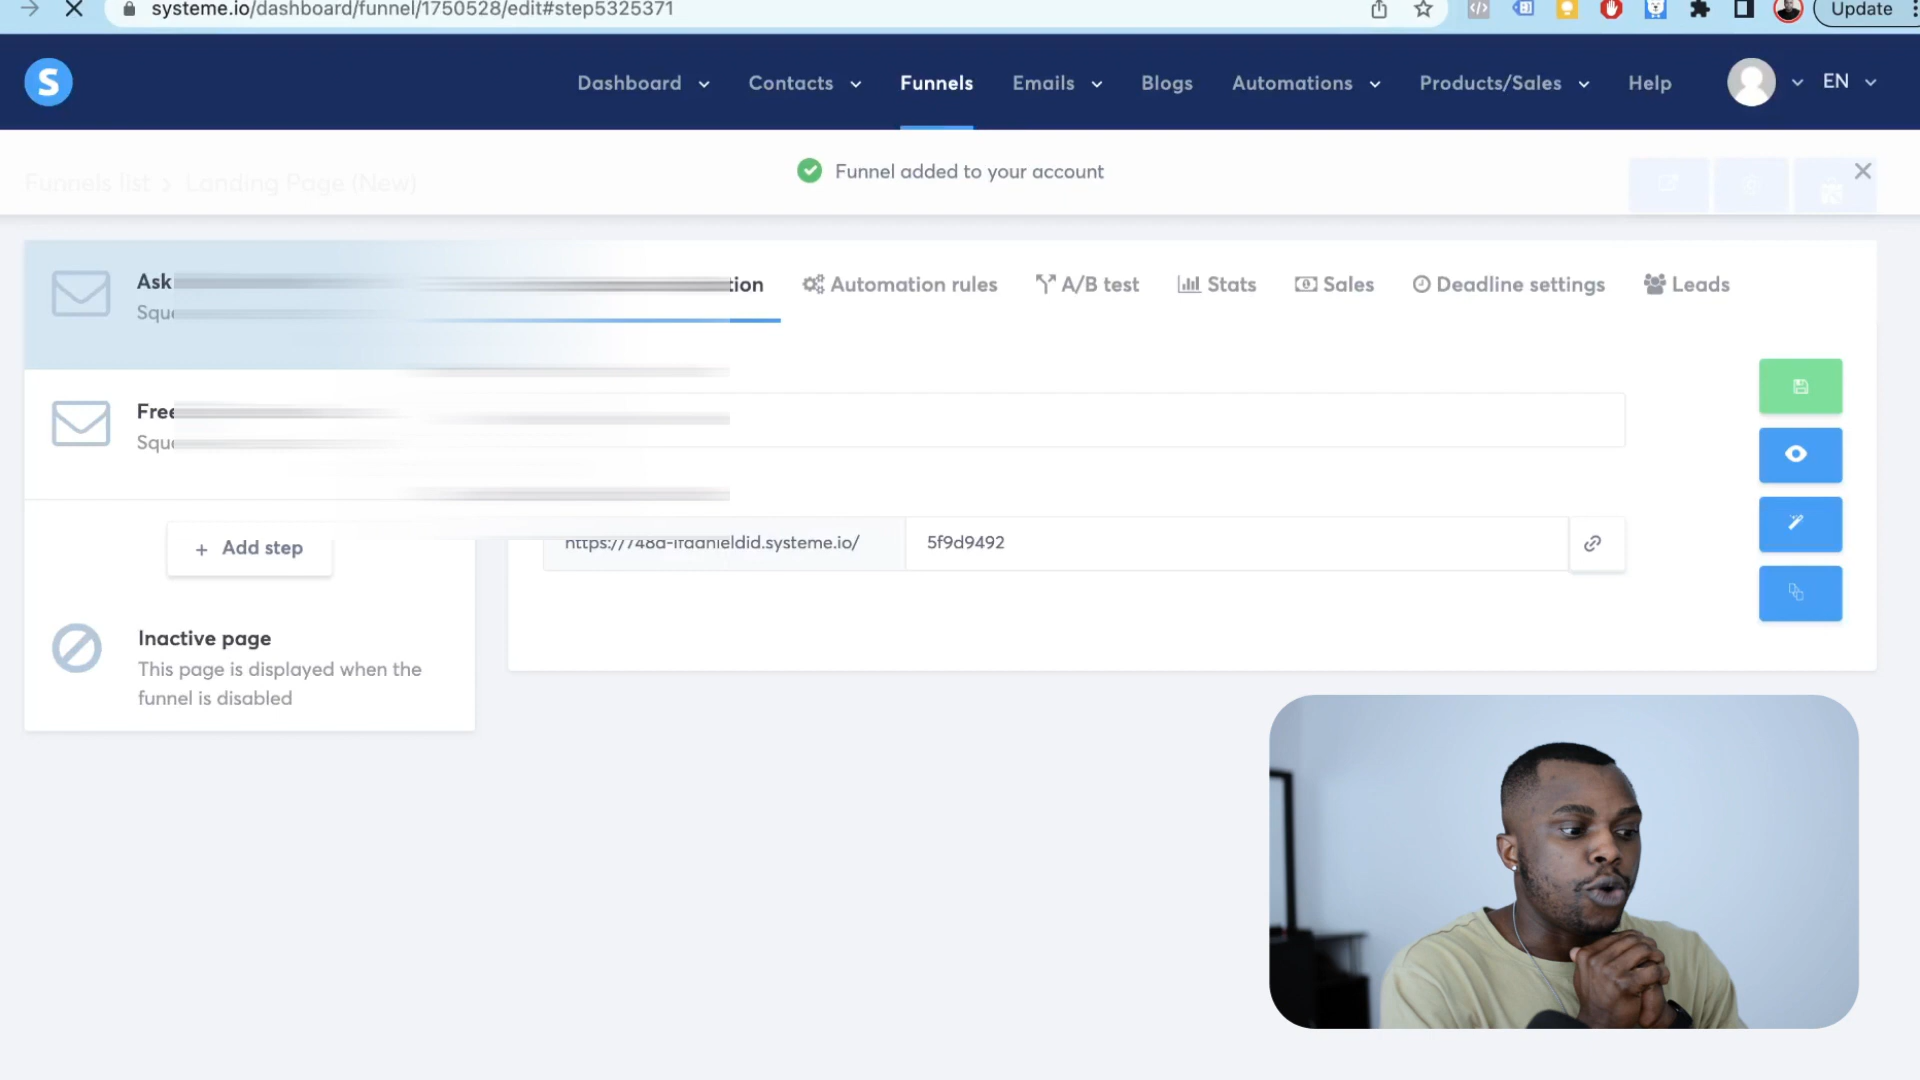 systeme.io/dashboard/funnel/1750528/edit#step5325371
Update
S
Dashboard
Contacts
Funnels
Emails
Blogs
Automations
Products/Sales
Help
EN
Funnels list > Landing Page (New)
Funnel added to your account
Ask
Squ
tion
Automation rules
A/B test
Stats
Sales
Deadline settings
Leads
Free
Squ
+ Add step
https://748a-ifdanieldid.systeme.io/
5f9d9492
Inactive page
This page is displayed when the
funnel is disabled